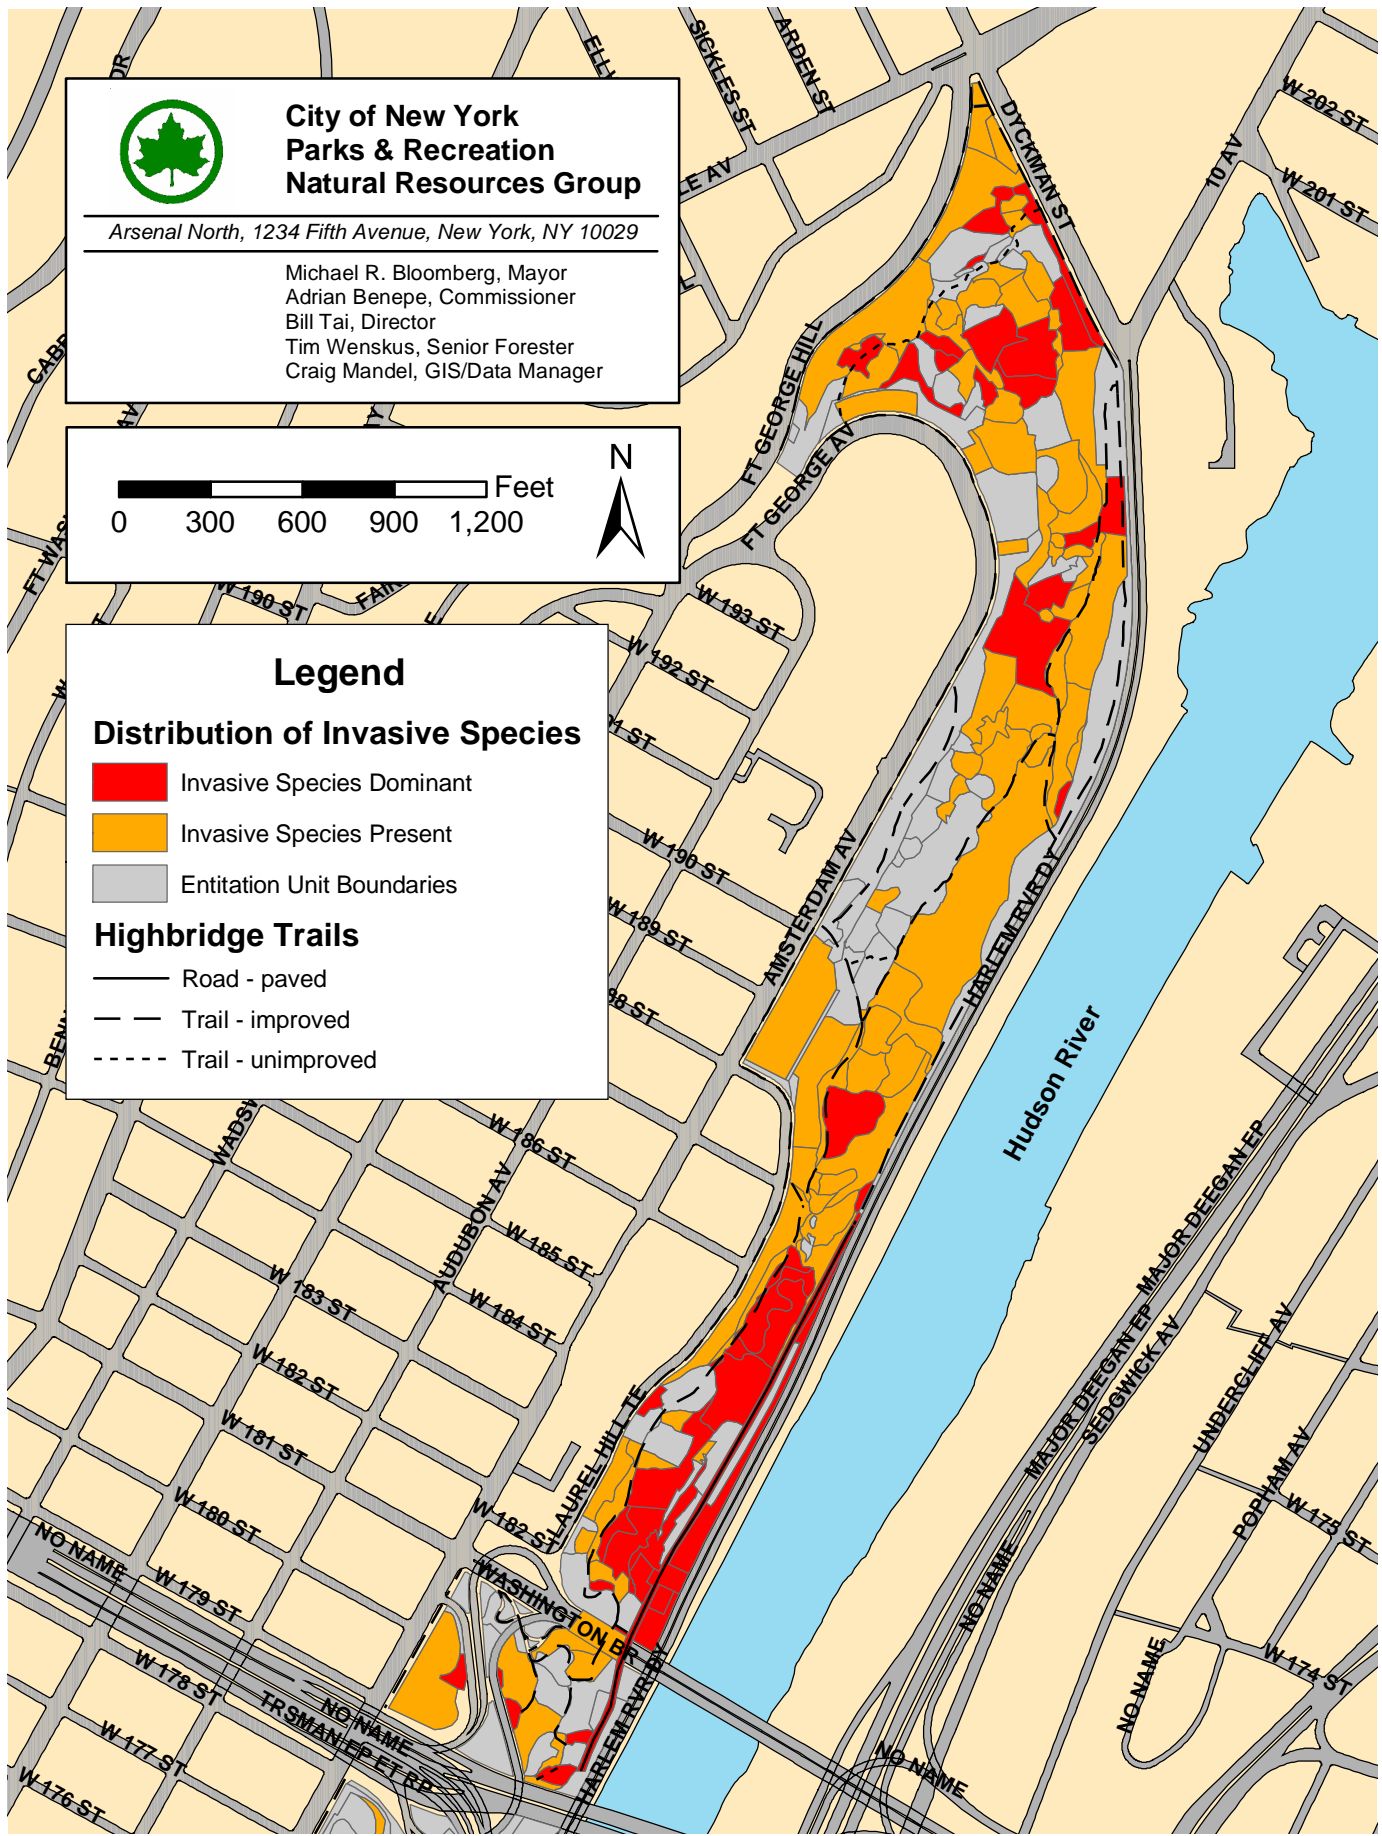 City of New York
Parks & Recreation
Natural Resources Group
Arsenal North, 1234 Fifth Avenue, New York, NY 10029
Michael R. Bloomberg, Mayor
Adrian Benepe, Commissioner
Bill Tai, Director
Tim Wenskus, Senior Forester
Craig Mandel, GIS/Data Manager
Feet
0 300 600 900 1,200
N
Legend
Distribution of Invasive Species
Invasive Species Dominant
Invasive Species Present
Entitation Unit Boundaries
Highbridge Trails
Road - paved
Trail - improved
Trail - unimproved
SICKLES ST
ARDEN ST
DYCKMAN ST
10 AV
W 202 ST
W 201 ST
LE AV
DR
FT GEORGE HILL
FT GEORGE AV
W 190 ST
W 193 ST
W 192 ST
W 190 ST
W 189 ST
AMSTERDAM AV
HARLEM RVR DY
Hudson River
W 186 ST
AUDUBON AV
W 185 ST
W 183 ST
W 184 ST
W 182 ST
W 181 ST
LAUREL HILL TE
W 180 ST
W 182 ST
NO NAME
W 179 ST
WASHINGTON BR
W 178 ST
NO NAME
TRSMAN EP ET RP
W 177 ST
W 176 ST
HARLEM RVR DY
MAJOR DEEGAN EP
MAJOR DEEGAN EP
SEDGWICK AV
UNDERCLIFF AV
POPHAM AV
W 175 ST
NO NAME
NO NAME
W 174 ST
NO NAME